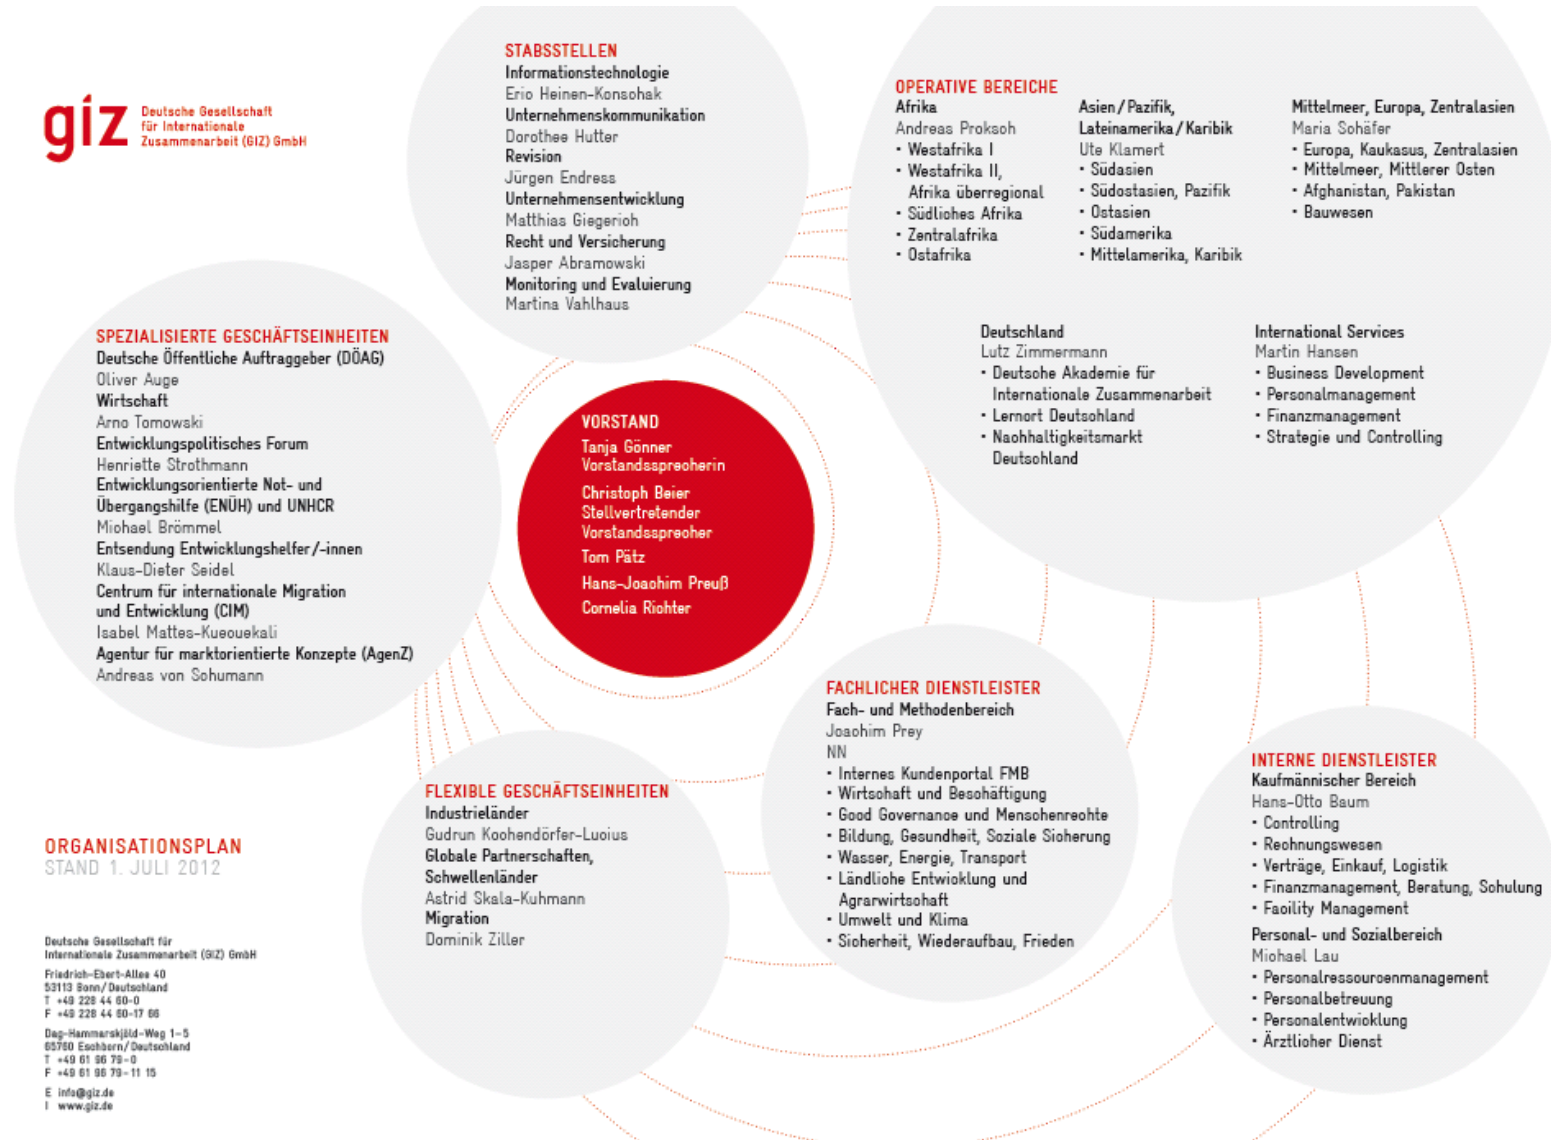 giz
Deutsche Gesellschaft
für Internationale
Zusammenarbeit (GIZ) GmbH
STABSSTELLEN
Informationstechnologie
Eric Heinen-Konschak
Unternehmenskommunikation
Dorothee Hutter
Revision
Jürgen Endress
Unternehmensentwicklung
Matthias Giegerich
Recht und Versicherung
Jasper Abramowski
Monitoring und Evaluierung
Martina Vahlhaus
OPERATIVE BEREICHE
Afrika
Andreas Proksch
• Westafrika I
• Westafrika II,
Afrika überregional
• Südliches Afrika
• Zentralafrika
• Ostafrika
Asien / Pazifik,
Lateinamerika / Karibik
Ute Klamert
• Südasien
• Südostasien, Pazifik
• Ostasien
• Südamerika
• Mittelamerika, Karibik
Mittelmeer, Europa, Zentralasien
Maria Schäfer
• Europa, Kaukasus, Zentralasien
• Mittelmeer, Mittlerer Osten
• Afghanistan, Pakistan
• Bauwesen
Deutschland
Lutz Zimmermann
• Deutsche Akademie für
Internationale Zusammenarbeit
• Lernort Deutschland
• Nachhaltigkeitsmarkt
Deutschland
International Services
Martin Hansen
• Business Development
• Personalmanagement
• Finanzmanagement
• Strategie und Controlling
SPEZIALISIERTE GESCHÄFTSEINHEITEN
Deutsche Öffentliche Auftraggeber (DÖAG)
Oliver Auge
Wirtschaft
Arno Tomowski
Entwicklungspolitisches Forum
Henriette Strothmann
Entwicklungsorientierte Not- und
Übergangshilfe (ENÜH) und UNHCR
Michael Brömmel
Entsendung Entwicklungshelfer/-innen
Klaus-Dieter Seidel
Centrum für internationale Migration
und Entwicklung (CIM)
Isabel Mattes-Kuecuekali
Agentur für marktorientierte Konzepte (AgenZ)
Andreas von Schumann
VORSTAND
Tanja Gönner
Vorstandssprecherin
Christoph Beier
Stellvertretender
Vorstandssprecher
Tom Pätz
Hans-Joachim Preuß
Cornelia Richter
FLEXIBLE GESCHÄFTSEINHEITEN
Industrieländer
Gudrun Kochendörfer-Lucius
Globale Partnerschaften,
Schwellenländer
Astrid Skala-Kuhmann
Migration
Dominik Ziller
FACHLICHER DIENSTLEISTER
Fach- und Methodenbereich
Joachim Prey
NN
• Internes Kundenportal FMB
• Wirtschaft und Beschäftigung
• Good Governance und Menschenrechte
• Bildung, Gesundheit, Soziale Sicherung
• Wasser, Energie, Transport
• Ländliche Entwicklung und
Agrarwirtschaft
• Umwelt und Klima
• Sicherheit, Wiederaufbau, Frieden
INTERNE DIENSTLEISTER
Kaufmännischer Bereich
Hans-Otto Baum
• Controlling
• Rechnungswesen
• Verträge, Einkauf, Logistik
• Finanzmanagement, Beratung, Schulung
• Facility Management
Personal- und Sozialbereich
Michael Lau
• Personalressourcenmanagement
• Personalbetreuung
• Personalentwicklung
• Ärztlicher Dienst
ORGANISATIONSPLAN
STAND 1. JULI 2012
Deutsche Gesellschaft für
Internationale Zusammenarbeit (GIZ) GmbH
Friedrich-Ebert-Allee 40
53113 Bonn/Deutschland
T +49 228 44 60-0
F +49 228 44 60-17 66
Dag-Hammarskjöld-Weg 1-5
65760 Eschborn/Deutschland
T +49 61 96 79-0
F +49 61 96 79-11 15
E info@giz.de
I www.giz.de